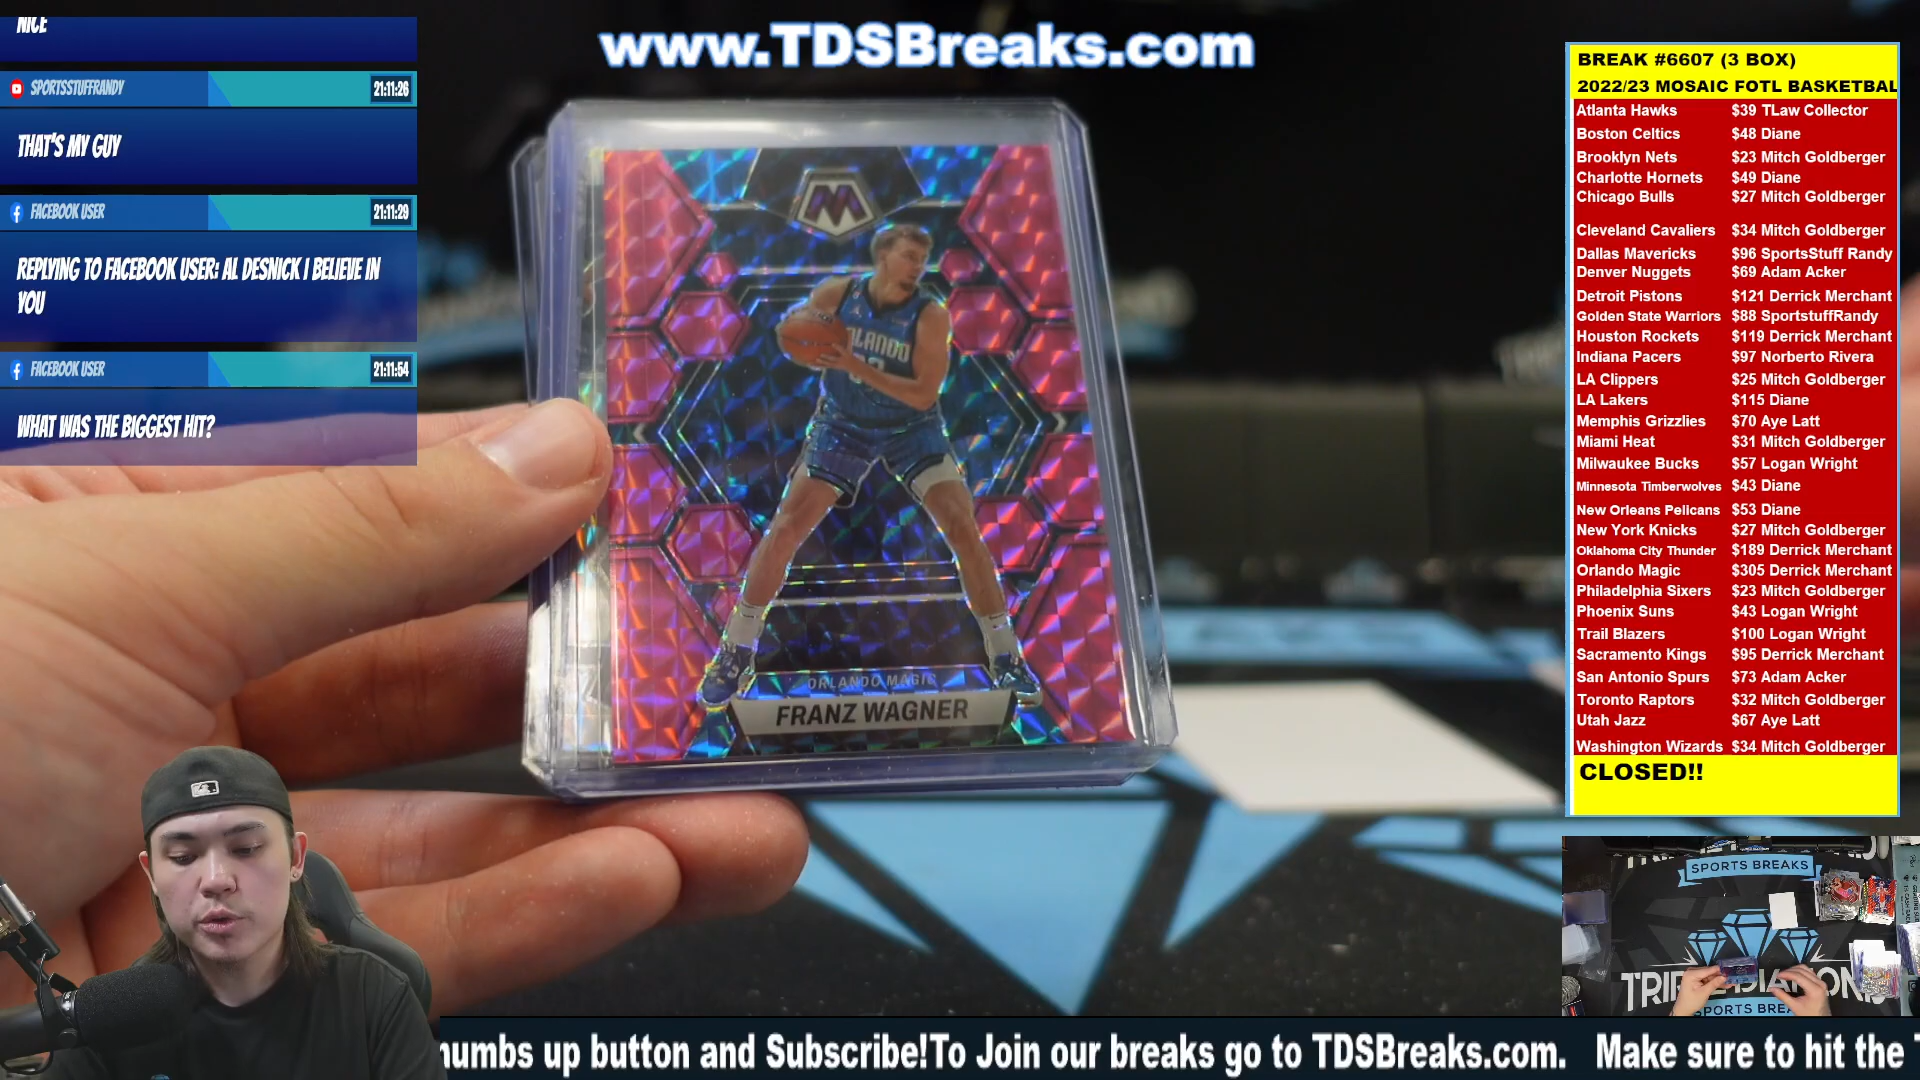 NICE
SPORTSSTUFFRANDY
21:11:26
THAT'S MY GUY
FACEBOOK USER
21:11:29
REPLYING TO FACEBOOK USER: AL DESNICK I BELIEVE IN
YOU
FACEBOOK USER
21:11:54
WHAT WAS THE BIGGEST HIT?
www.TDSBreaks.com
ORLANDO
ORLANDO MAGIC
FRANZ WAGNER
BREAK #6607 (3 BOX)
2022/23 MOSAIC FOTL BASKETBAL
Atlanta Hawks $39 TLaw Collector
Boston Celtics $48 Diane
Brooklyn Nets $23 Mitch Goldberger
Charlotte Hornets $49 Diane
Chicago Bulls $27 Mitch Goldberger
Cleveland Cavaliers $34 Mitch Goldberger
Dallas Mavericks $96 SportsStuff Randy
Denver Nuggets $69 Adam Acker
Detroit Pistons $121 Derrick Merchant
Golden State Warriors $88 SportstuffRandy
Houston Rockets $119 Derrick Merchant
Indiana Pacers $97 Norberto Rivera
LA Clippers $25 Mitch Goldberger
LA Lakers $115 Diane
Memphis Grizzlies $70 Aye Latt
Miami Heat $31 Mitch Goldberger
Milwaukee Bucks $57 Logan Wright
Minnesota Timberwolves $43 Diane
New Orleans Pelicans $53 Diane
New York Knicks $27 Mitch Goldberger
Oklahoma City Thunder $189 Derrick Merchant
Orlando Magic $305 Derrick Merchant
Philadelphia Sixers $23 Mitch Goldberger
Phoenix Suns $43 Logan Wright
Trail Blazers $100 Logan Wright
Sacramento Kings $95 Derrick Merchant
San Antonio Spurs $73 Adam Acker
Toronto Raptors $32 Mitch Goldberger
Utah Jazz $67 Aye Latt
Washington Wizards $34 Mitch Goldberger
CLOSED!!
SPORTS BREAKS
SPORTS BREA
humbs up button and Subscribe!To Join our breaks go to TDSBreaks.com. Make sure to hit the T